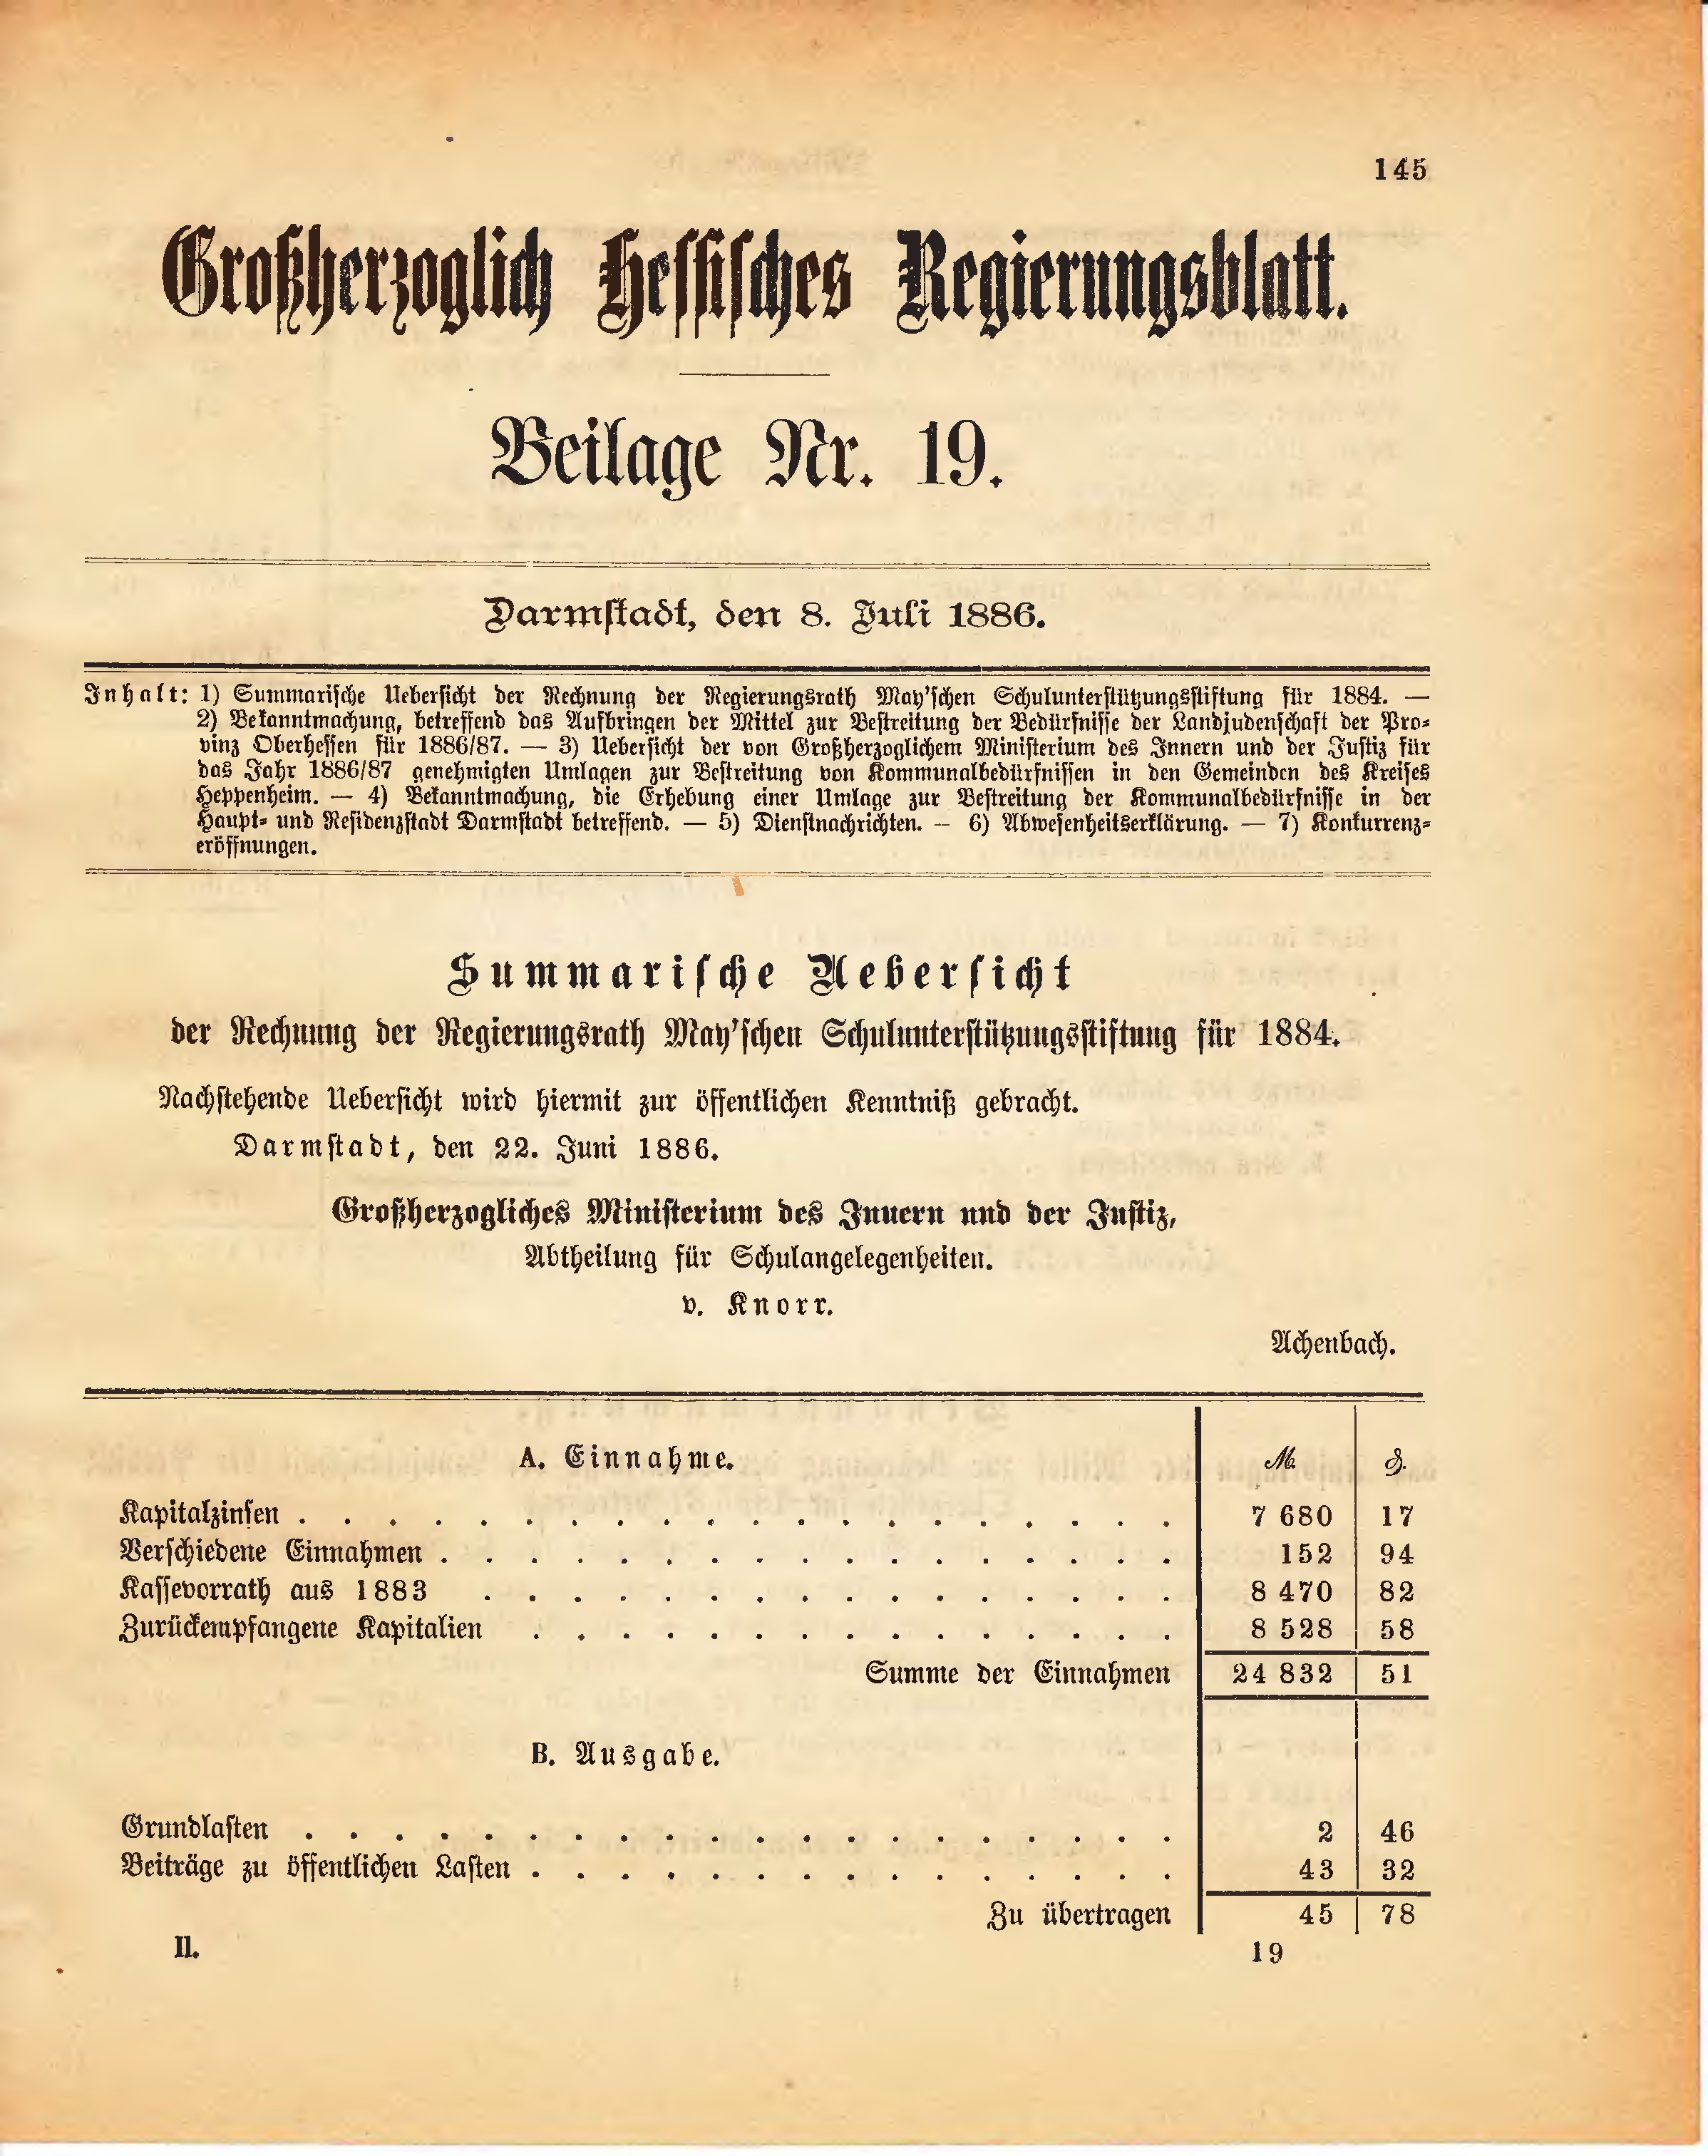 145
Großherzoglich Hessisches Regierungsblatt.
Beilage Nr. 19.
Darmstadt, den 8. Juli 1886.
Inhalt: 1) Summarische Uebersicht der Rechnung der Regierungsrath May'schen Schulunterstützungsstiftung für 1884. —
2) Bekanntmachung, betreffend das Aufbringen der Mittel zur Bestreitung der Bedürfnisse der Landjudenschaft der Pro-
vinz Oberhessen für 1886/87. — 3) Uebersicht der von Großherzoglichem Ministerium des Innern und der Justiz für
das Jahr 1886/87 genehmigten Umlagen zur Bestreitung von Kommunalbedürfnissen in den Gemeinden des Kreises
Heppenheim. — 4) Bekanntmachung, die Erhebung einer Umlage zur Bestreitung der Kommunalbedürfnisse in der
Haupt- und Residenzstadt Darmstadt betreffend. — 5) Dienstnachrichten. — 6) Abwesenheitserklärung. — 7) Konkurrenz-
eröffnungen.
Summarische Uebersicht
der Rechnung der Regierungsrath May'schen Schulunterstützungsstiftung für 1884.
Nachstehende Uebersicht wird hiermit zur öffentlichen Kenntniß gebracht.
Darmstadt, den 22. Juni 1886.
Großherzogliches Ministerium des Innern und der Justiz,
Abtheilung für Schulangelegenheiten.
v. Knorr.
Achenbach.
A. Einnahme. ℳ. ₰.
Kapitalzinsen . . . . . . . . . . . . . . . . . . . . 7 680 17
Verschiedene Einnahmen . . . . . . . . . . . . . . . . . 152 94
Kassevorrath aus 1883 . . . . . . . . . . . . . . . . 8 470 82
Zurückempfangene Kapitalien . . . . . . . . . . . . . . . 8 528 58
Summe der Einnahmen 24 832 51
B. Ausgabe.
Grundlasten . . . . . . . . . . . . . . . . . . . . 2 46
Beiträge zu öffentlichen Lasten . . . . . . . . . . . . . . . 43 32
Zu übertragen 45 78
II. 19